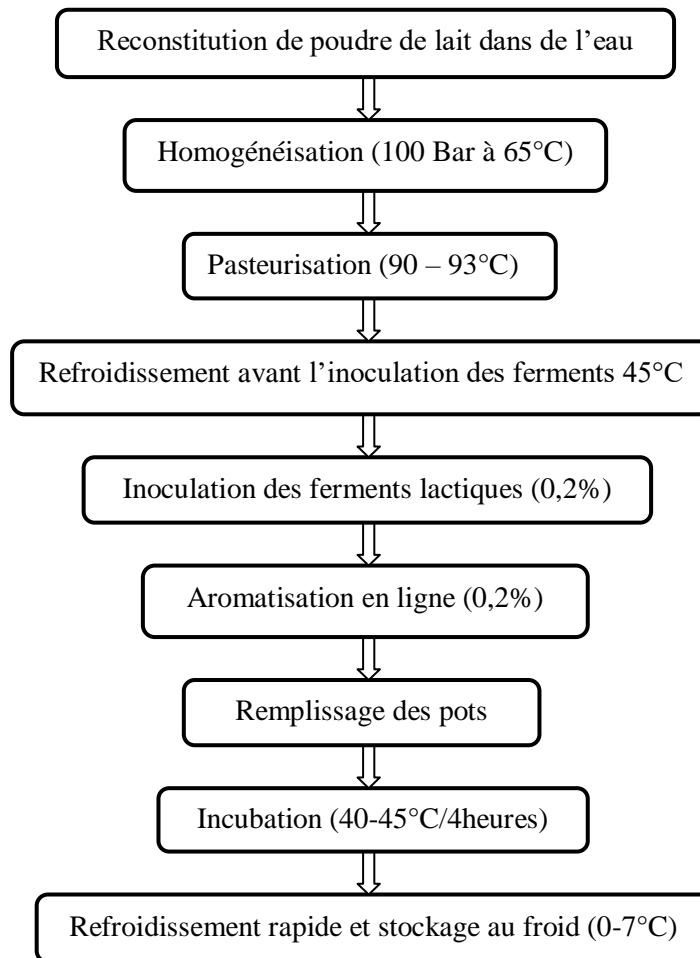 Reconstitution de poudre de lait dans de l’eau
Homogénéisation (100 Bar à 65°C)
Pasteurisation (90 – 93°C)
Refroidissement avant l’inoculation des ferments 45°C
Inoculation des ferments lactiques (0,2%)
Aromatisation en ligne (0,2%)
Remplissage des pots
Incubation (40-45°C/4heures)
Refroidissement rapide et stockage au froid (0-7°C)